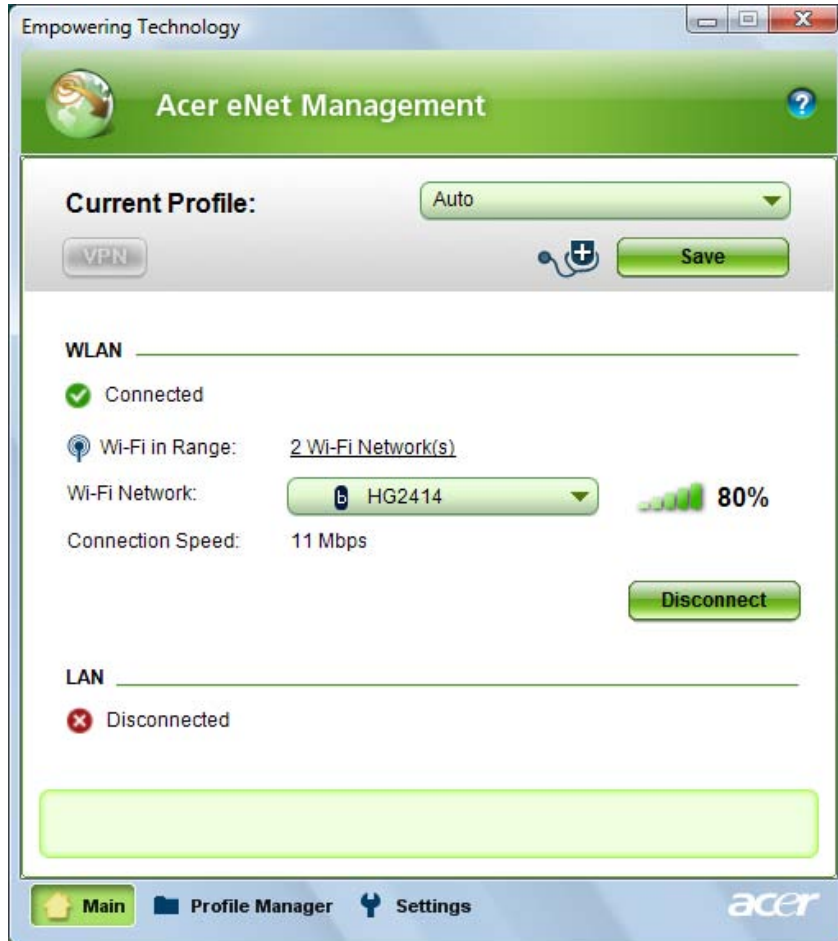 Empowering Technology
Acer eNet Management
?
Current Profile:
Auto
VPN
Save
WLAN
Connected
Wi-Fi in Range:
2 Wi-Fi Network(s)
Wi-Fi Network:
b HG2414
80%
Connection Speed:
11 Mbps
Disconnect
LAN
Disconnected
Main
Profile Manager
Settings
acer